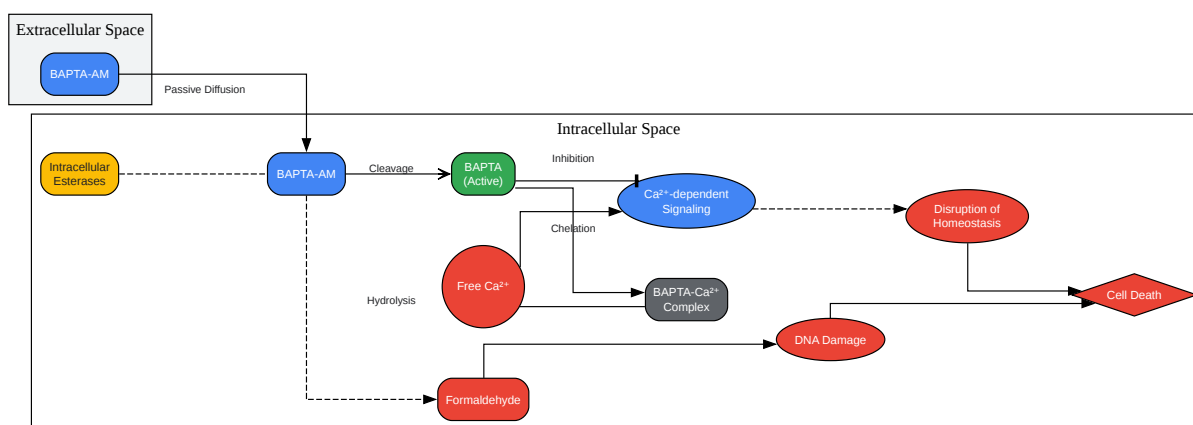 Extracellular Space
BAPTA-AM
Passive Diffusion
Intracellular Space
Intracellular
Esterases
BAPTA-AM
Cleavage
BAPTA
(Active)
Inhibition
Ca²⁺-dependent
Signaling
Disruption of
Homeostasis
Chelation
Free Ca²⁺
Hydrolysis
BAPTA-Ca²⁺
Complex
Cell Death
DNA Damage
Formaldehyde